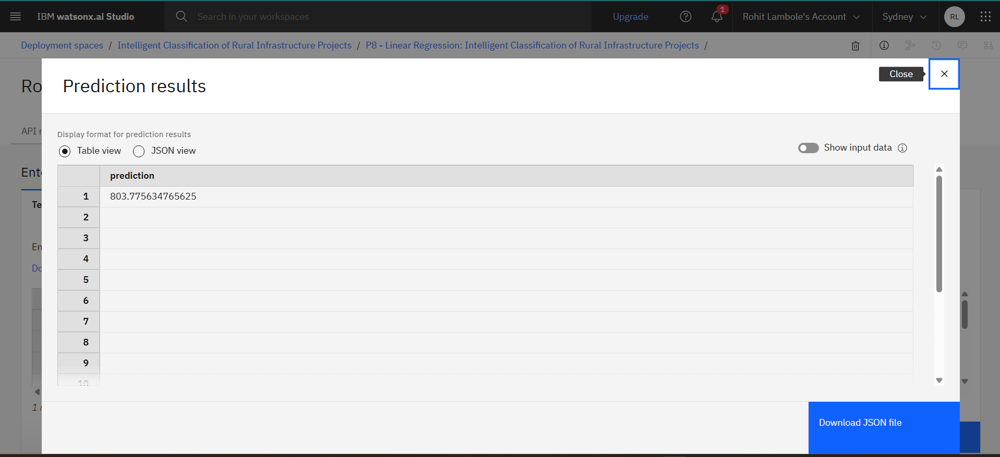 IBM watsonx.ai Studio
Search in your workspaces
Upgrade
1
Rohit Lambole's Account
Sydney
RL
Deployment spaces / Intelligent Classification of Rural Infrastructure Projects / P8 - Linear Regression: Intelligent Classification of Rural Infrastructure Projects /
Ro
Prediction results
Close
API
Display format for prediction results
Table view
JSON view
Show input data
Ente
prediction
1 803.775634765625
Te
2
3
En
4
Do
5
6
7
8
9
10
1
Download JSON file